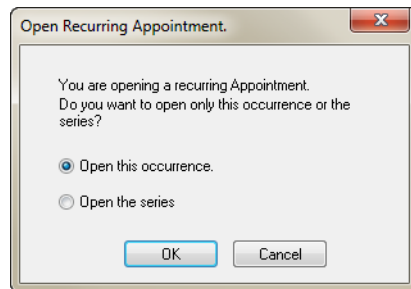 Open Recurring Appointment.
You are opening a recurring Appointment.
Do you want to open only this occurrence or the
series?
Open this occurrence.
Open the series
OK Cancel